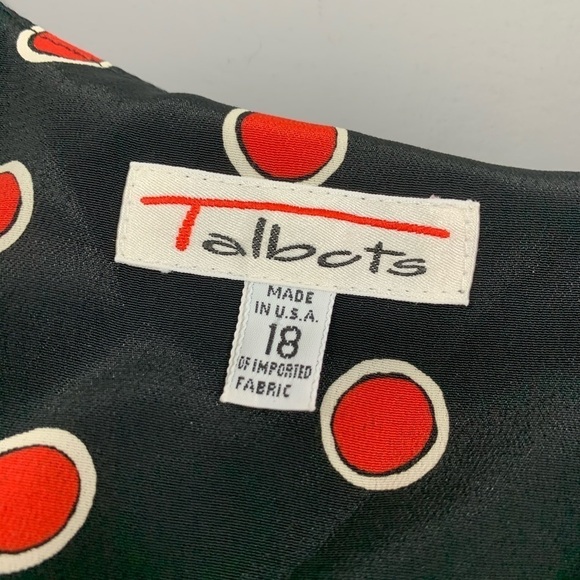 Talbots
MADE
IN U.S.A.
18
OF IMPORTED
FABRIC